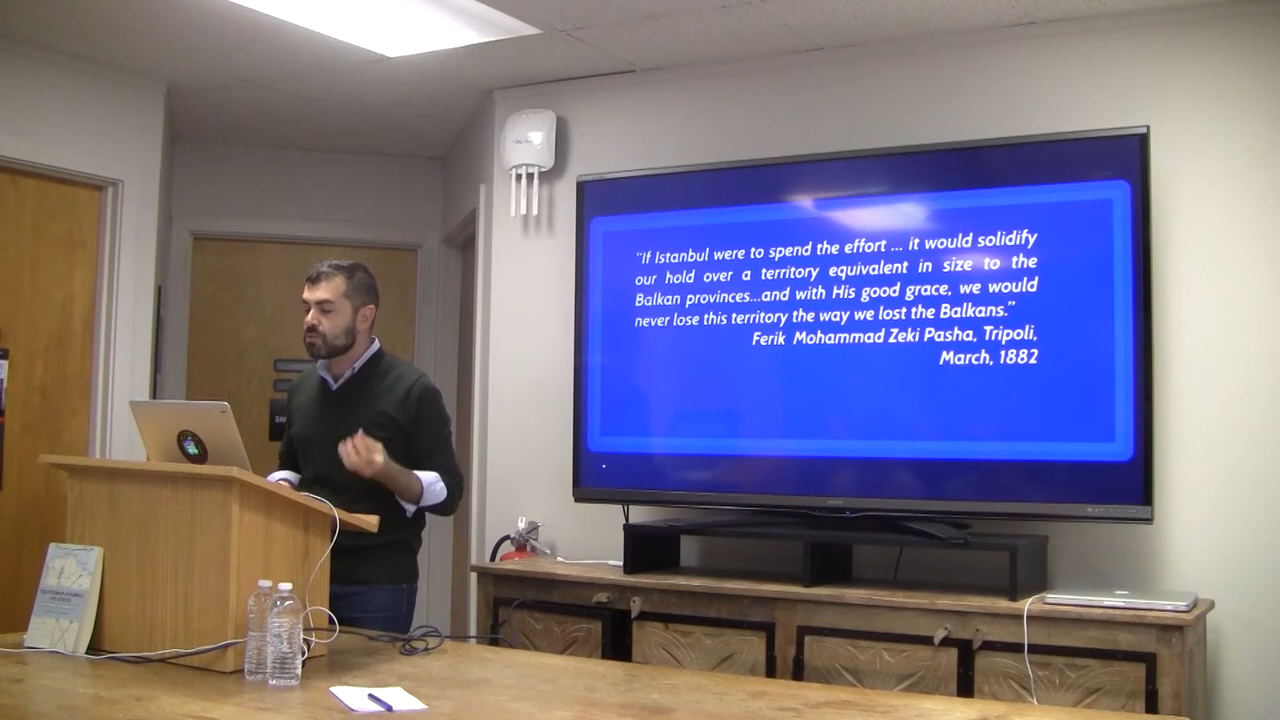 “If Istanbul were to spend the effort ... it would solidify
our hold over a territory equivalent in size to the
Balkan provinces...and with His good grace, we would
never lose this territory the way we lost the Balkans.”
Ferik Mohammad Zeki Pasha, Tripoli,
March, 1882